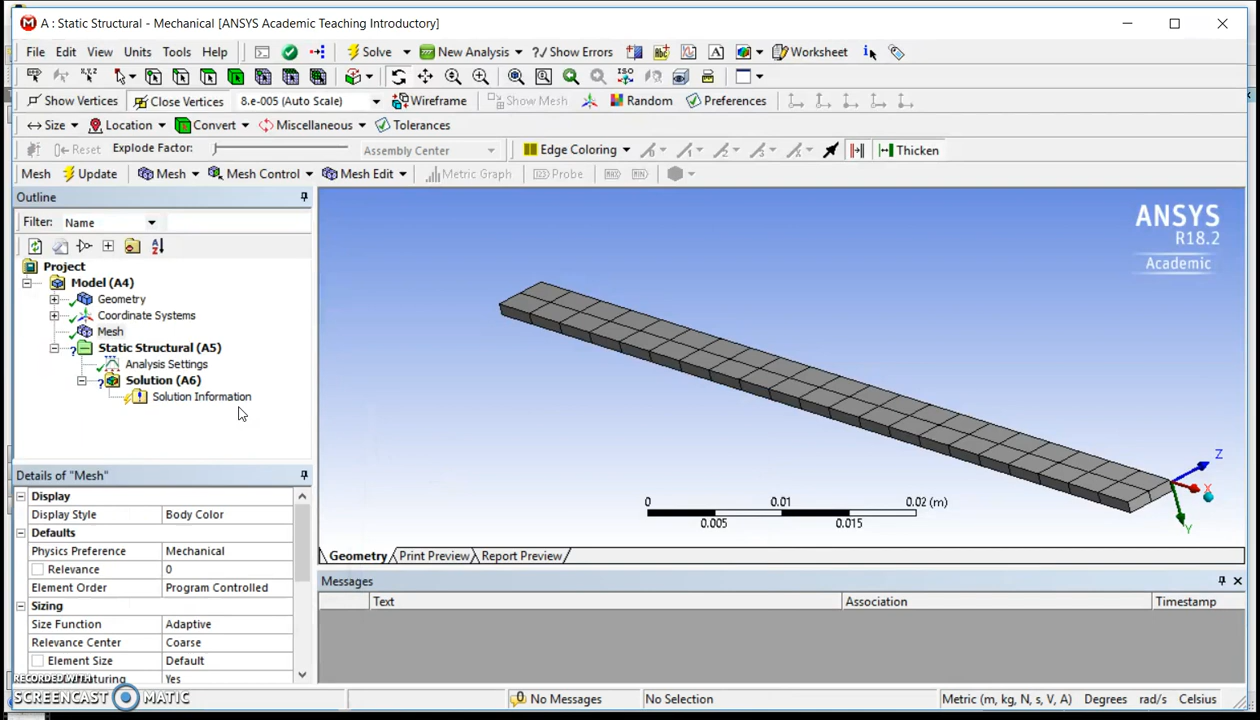 A : Static Structural - Mechanical [ANSYS Academic Teaching Introductory]
File Edit View Units Tools Help Solve New Analysis ?/ Show Errors Worksheet
Show Vertices Close Vertices 8.e-005 (Auto Scale) Wireframe Show Mesh Random Preferences
Size Location Convert Miscellaneous Tolerances
Reset Explode Factor: Assembly Center Edge Coloring Thicken
Mesh Update Mesh Mesh Control Mesh Edit Metric Graph Probe
Outline
Filter: Name
Project
Model (A4)
Geometry
Coordinate Systems
Mesh
Static Structural (A5)
Analysis Settings
Solution (A6)
Solution Information
ANSYS
R18.2
Academic
Z
X
Y
0 0.01 0.02 (m)
0.005 0.015
Geometry Print Preview Report Preview
Details of "Mesh"
Display
Display Style Body Color
Defaults
Physics Preference Mechanical
Relevance 0
Element Order Program Controlled
Sizing
Size Function Adaptive
Relevance Center Coarse
Element Size Default
Yes
Messages
Text Association Timestamp
RECORDED WITH
SCREENCAST MATIC
0 No Messages No Selection Metric (m, kg, N, s, V, A) Degrees rad/s Celsius